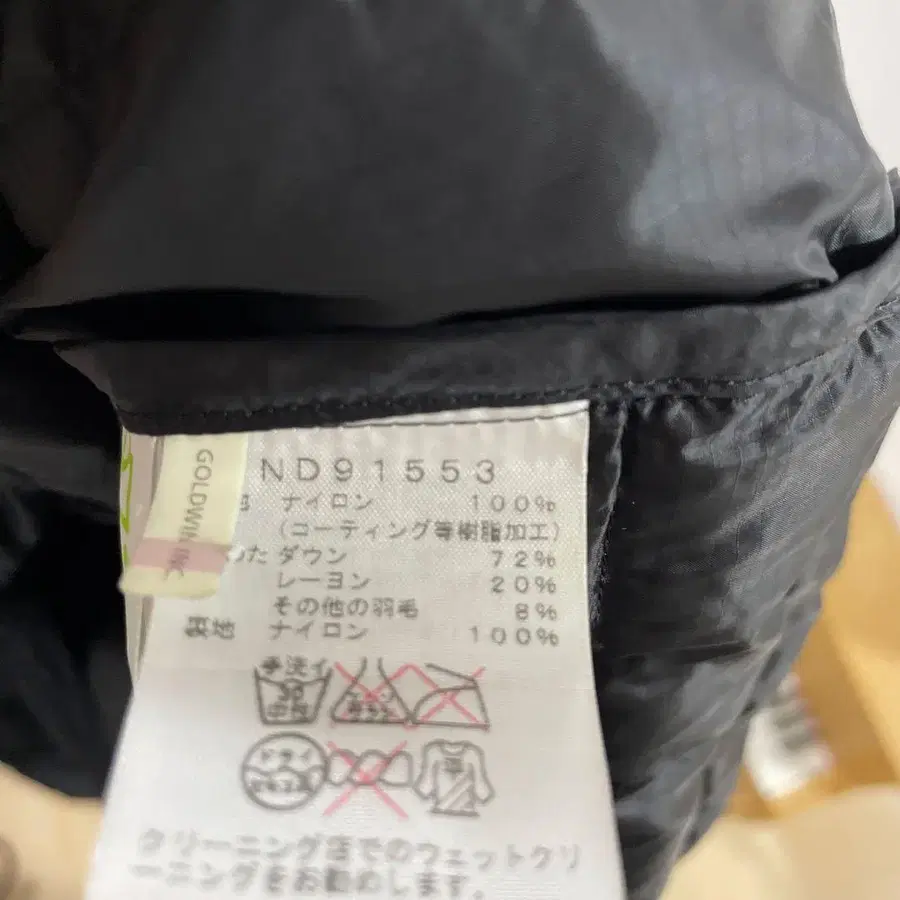 GOLDWIN INC.
ND91553
ナイロン 100%
(コーティング等樹脂加工)
わた ダウン 72%
レーヨン 20%
その他の羽毛 8%
ナイロン 100%
手洗イ
ドライ
クリーニング店でのウェットクリ
ーニングをお勧めします。